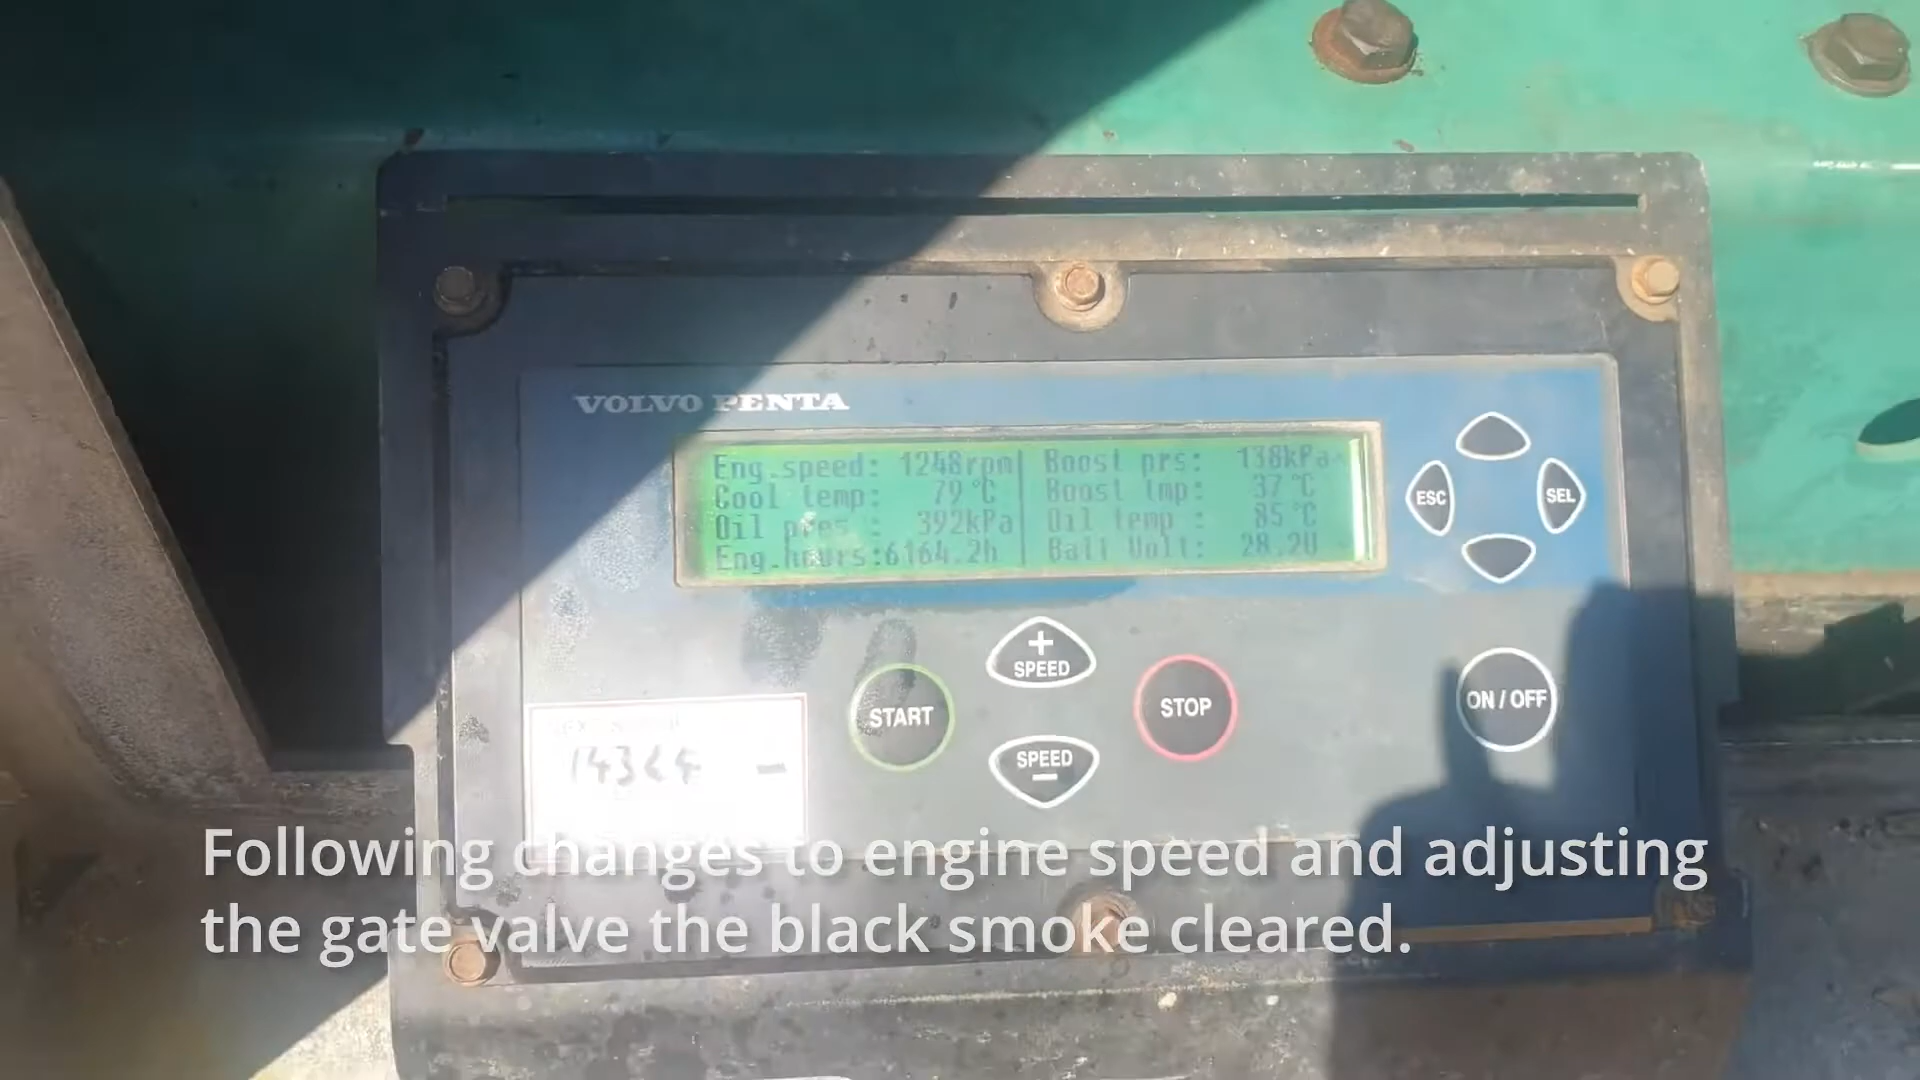 VOLVO PENTA
Eng.speed: 1248rpm Boost prs: 138kPa
Cool temp: 79°C Boost tmp: 37°C
Oil pres : 392kPa Oil temp : 85°C
Eng.hours:6164.2h Batt Volt: 28.2V
ESC
SEL
+
SPEED
START
STOP
ON / OFF
SPEED
–
Following changes to engine speed and adjusting
the gate valve the black smoke cleared.